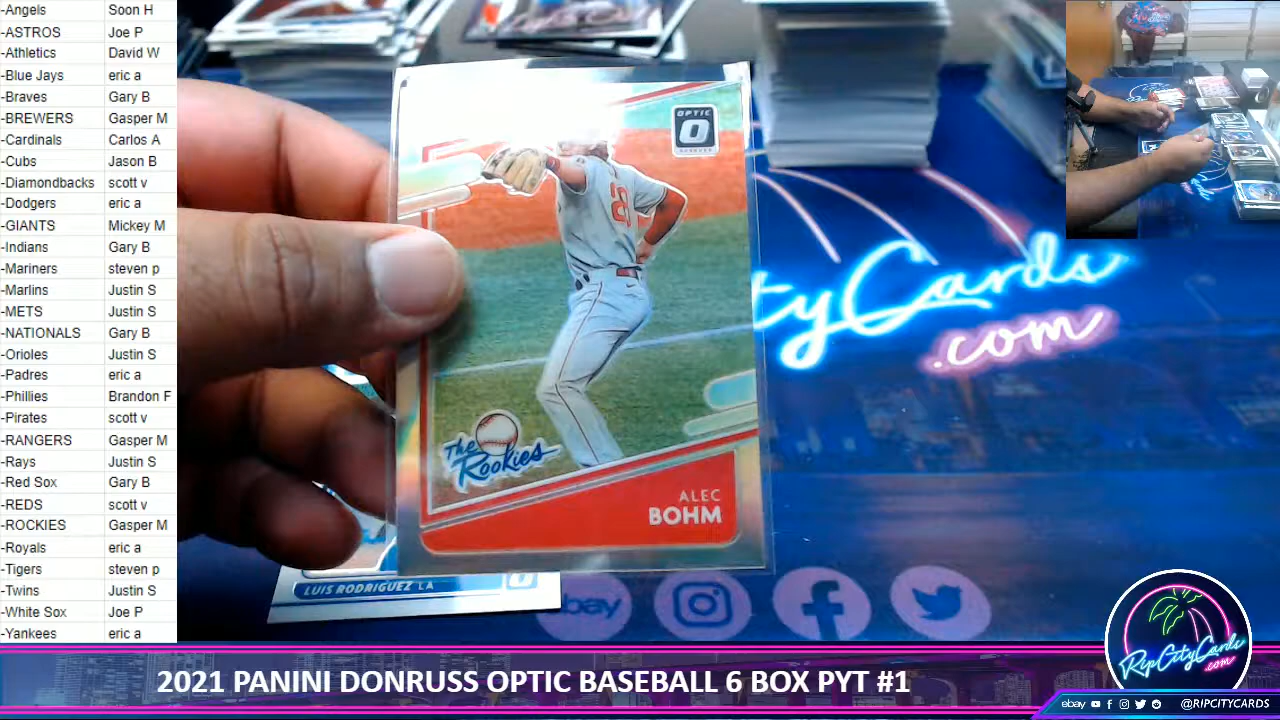 -Angels Soon H
-ASTROS Joe P
-Athletics David W
-Blue Jays eric a
-Braves Gary B
-BREWERS Gasper M
-Cardinals Carlos A
-Cubs Jason B
-Diamondbacks scott v
-Dodgers eric a
-GIANTS Mickey M
-Indians Gary B
-Mariners steven p
-Marlins Justin S
-METS Justin S
-NATIONALS Gary B
-Orioles Justin S
-Padres eric a
-Phillies Brandon F
-Pirates scott v
-RANGERS Gasper M
-Rays Justin S
-Red Sox Gary B
-REDS scott v
-ROCKIES Gasper M
-Royals eric a
-Tigers steven p
-Twins Justin S
-White Sox Joe P
-Yankees eric a
OPTIC
O
DONRUSS
The
Rookies
ALEC
BOHM
LUIS RODRIGUEZ LA
tyCards
.com
ebay
RipCityCards
.com
2021 PANINI DONRUSS OPTIC BASEBALL 6 BOX PYT #1
ebay @RIPCITYCARDS